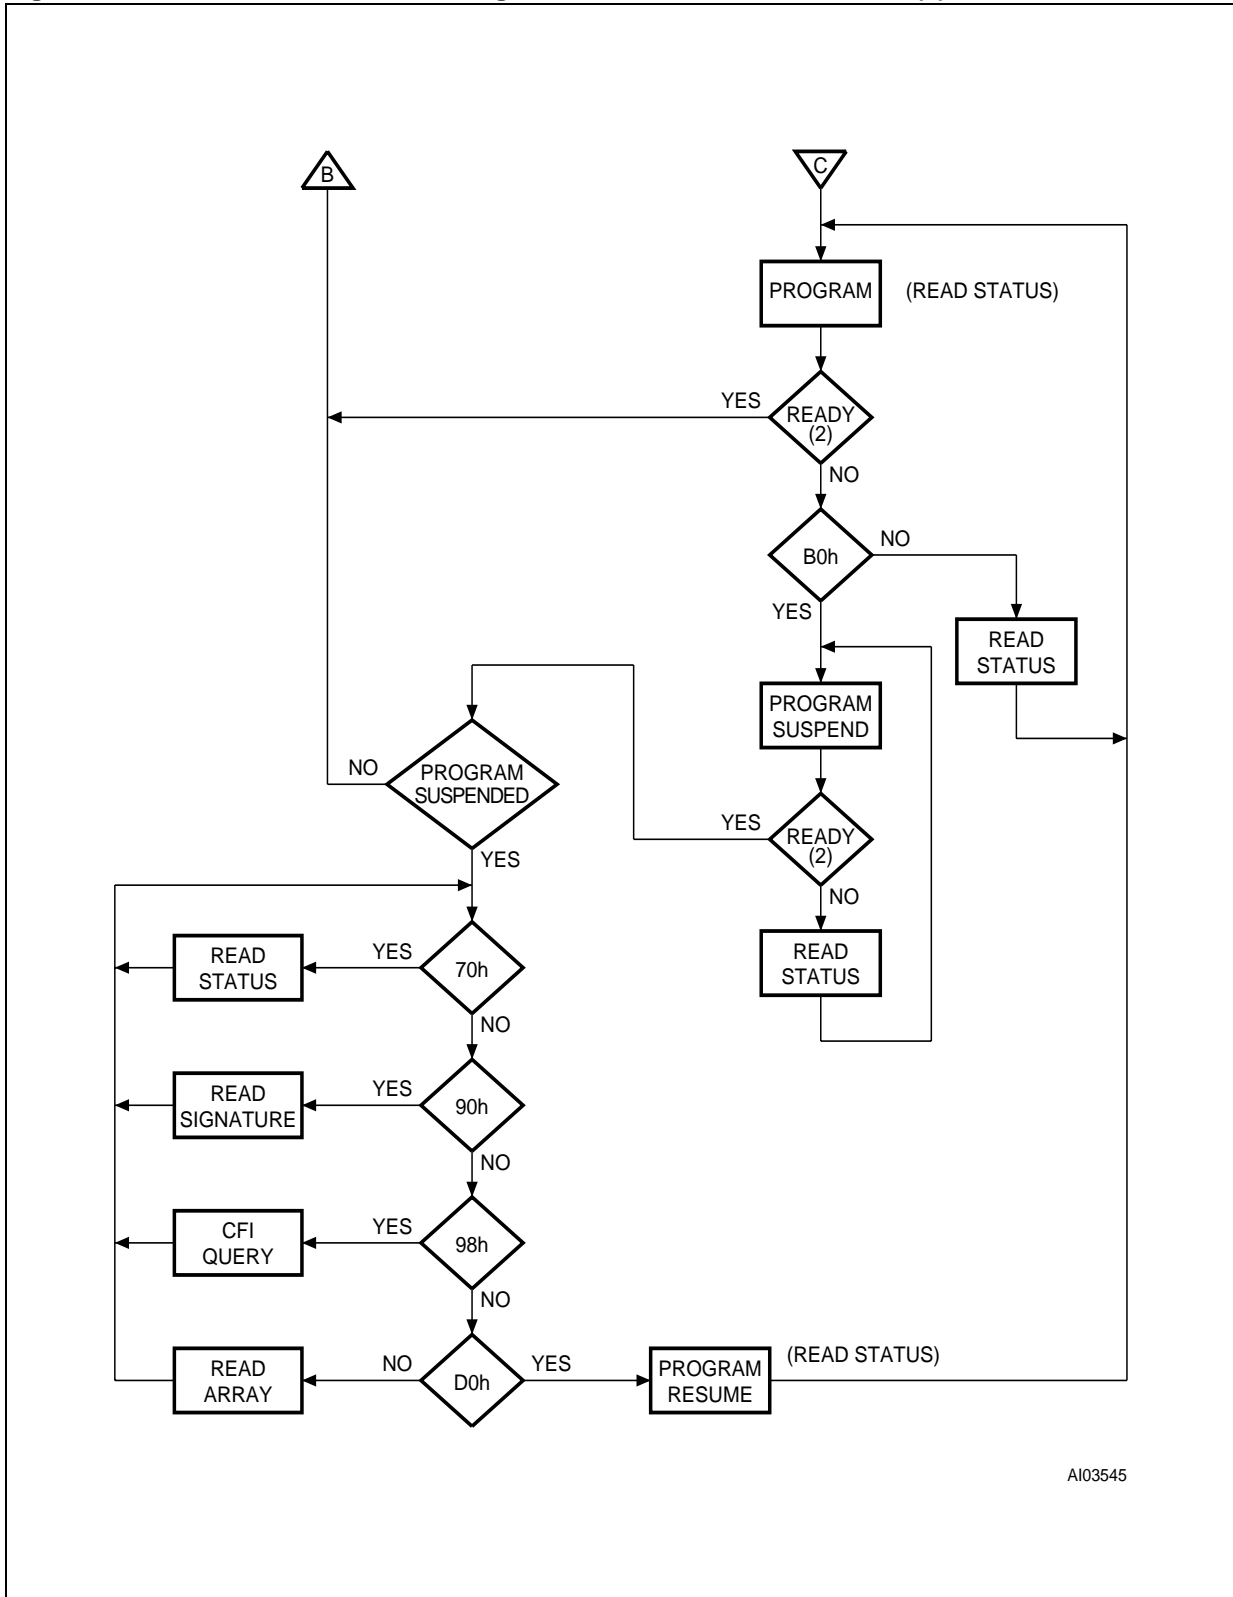 B
C
PROGRAM
(READ STATUS)
YES
READY
(2)
NO
B0h
NO
YES
READ
STATUS
PROGRAM
SUSPEND
NO
PROGRAM
SUSPENDED
YES
READY
(2)
YES
NO
READ
STATUS
YES
70h
READ
STATUS
NO
READ
SIGNATURE
YES
90h
NO
CFI
QUERY
YES
98h
NO
READ
ARRAY
NO
D0h
YES
PROGRAM
RESUME
(READ STATUS)
AI03545